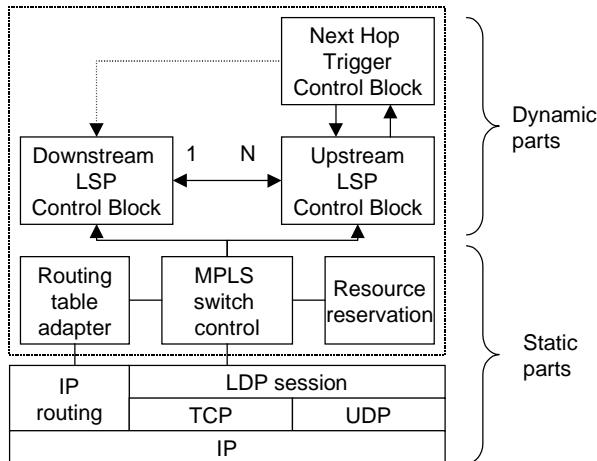 Next Hop
Trigger
Control Block
Dynamic
parts
Downstream
LSP
Control Block
1
N
Upstream
LSP
Control Block
Routing
table
adapter
MPLS
switch
control
Resource
reservation
Static
parts
IP
routing
LDP session
TCP
UDP
IP